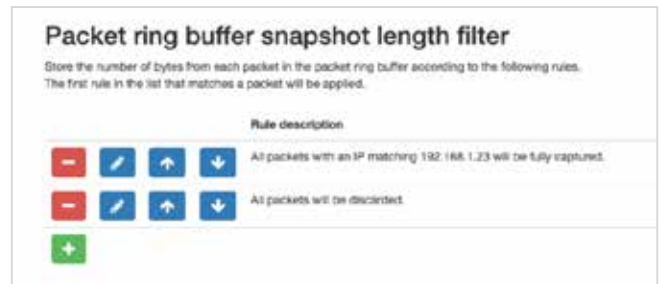 Packet ring buffer snapshot length filter
Store the number of bytes from each packet in the packet ring buffer according to the following rules.
The first rule in the list that matches a packet will be applied.
Rule description
All packets with an IP matching 192.168.1.23 will be fully captured.
All packets will be discarded.